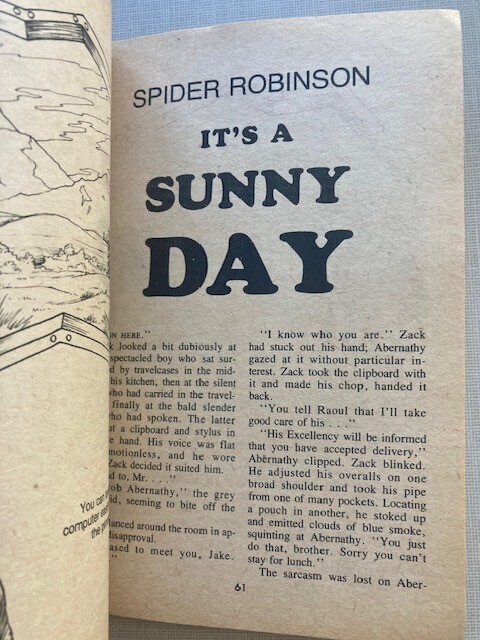 SPIDER ROBINSON
IT'S A
SUNNY
DAY
N HERE."
k looked a bit dubiously at
spectacled boy who sat sur-
d by travelcases in the mid-
his kitchen, then at the silent
who had carried in the travel-
finally at the bald slender
ho had spoken. The latter
t a clipboard and stylus in
e hand. His voice was flat
motionless, and he wore
Zack decided it suited him.
d to, Mr. . . ."
ob Abernathy," the grey
id, seeming to bite off the
anced around the room in ap-
disapproval.
ased to meet you, Jake.
"
"I know who you are." Zack
had stuck out his hand; Abernathy
gazed at it without particular in-
terest. Zack took the clipboard with
it and made his chop, handed it
back.
"You tell Raoul that I'll take
good care of his . . ."
"His Excellency will be informed
that you have accepted delivery,"
Abernathy clipped. Zack blinked.
He adjusted his overalls on one
broad shoulder and took his pipe
from one of many pockets. Locating
a pouch in another, he stoked up
and emitted clouds of blue smoke,
squinting at Abernathy. "You just
do that, brother. Sorry you can't
stay for lunch."
The sarcasm was lost on Aber-
61
You can
computer eas
the